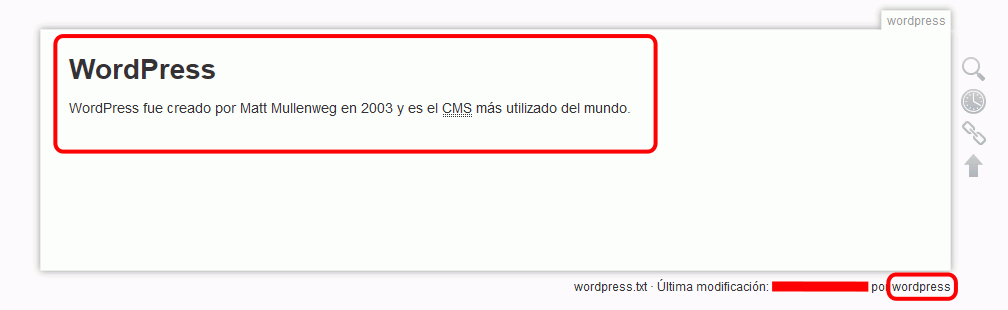 wordpress
WordPress
WordPress fue creado por Matt Mullenweg en 2003 y es el CMS más utilizado del mundo.
wordpress.txt · Última modificación: por wordpress